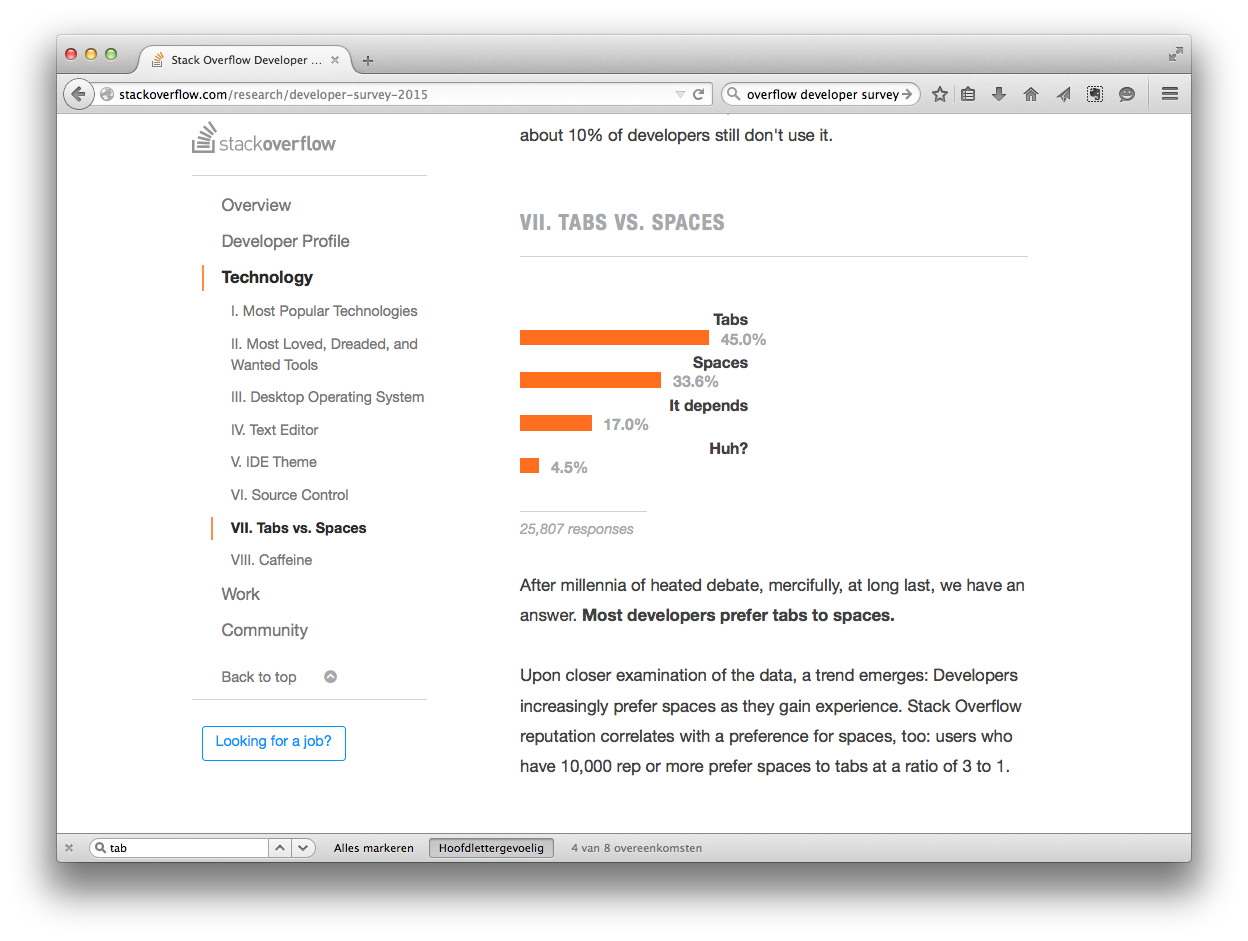 Stack Overflow Developer ...
stackoverflow.com/research/developer-survey-2015
overflow developer survey
stackoverflow
Overview
Developer Profile
Technology
I. Most Popular Technologies
II. Most Loved, Dreaded, and
Wanted Tools
III. Desktop Operating System
IV. Text Editor
V. IDE Theme
VI. Source Control
VII. Tabs vs. Spaces
VIII. Caffeine
Work
Community
Back to top
Looking for a job?
about 10% of developers still don't use it.
VII. TABS VS. SPACES
Tabs
45.0%
Spaces
33.6%
It depends
17.0%
Huh?
4.5%
25,807 responses
After millennia of heated debate, mercifully, at long last, we have an
answer. Most developers prefer tabs to spaces.
Upon closer examination of the data, a trend emerges: Developers
increasingly prefer spaces as they gain experience. Stack Overflow
reputation correlates with a preference for spaces, too: users who
have 10,000 rep or more prefer spaces to tabs at a ratio of 3 to 1.
tab
Alles markeren
Hoofdlettergevoelig
4 van 8 overeenkomsten